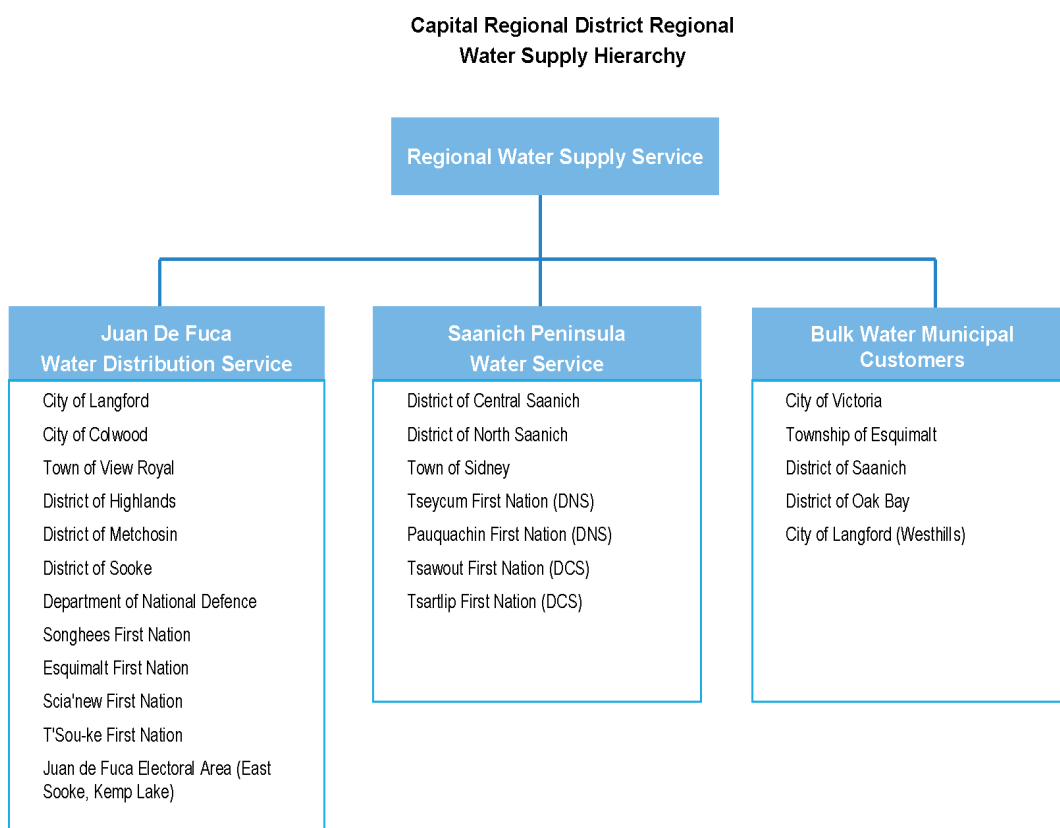 Capital Regional District Regional
Water Supply Hierarchy
Regional Water Supply Service
Juan De Fuca
Water Distribution Service
City of Langford
City of Colwood
Town of View Royal
District of Highlands
District of Metchosin
District of Sooke
Department of National Defence
Songhees First Nation
Esquimalt First Nation
Scia'new First Nation
T'Sou-ke First Nation
Juan de Fuca Electoral Area (East
Sooke, Kemp Lake)
Saanich Peninsula
Water Service
District of Central Saanich
District of North Saanich
Town of Sidney
Tseycum First Nation (DNS)
Pauquachin First Nation (DNS)
Tsawout First Nation (DCS)
Tsartlip First Nation (DCS)
Bulk Water Municipal
Customers
City of Victoria
Township of Esquimalt
District of Saanich
District of Oak Bay
City of Langford (Westhills)